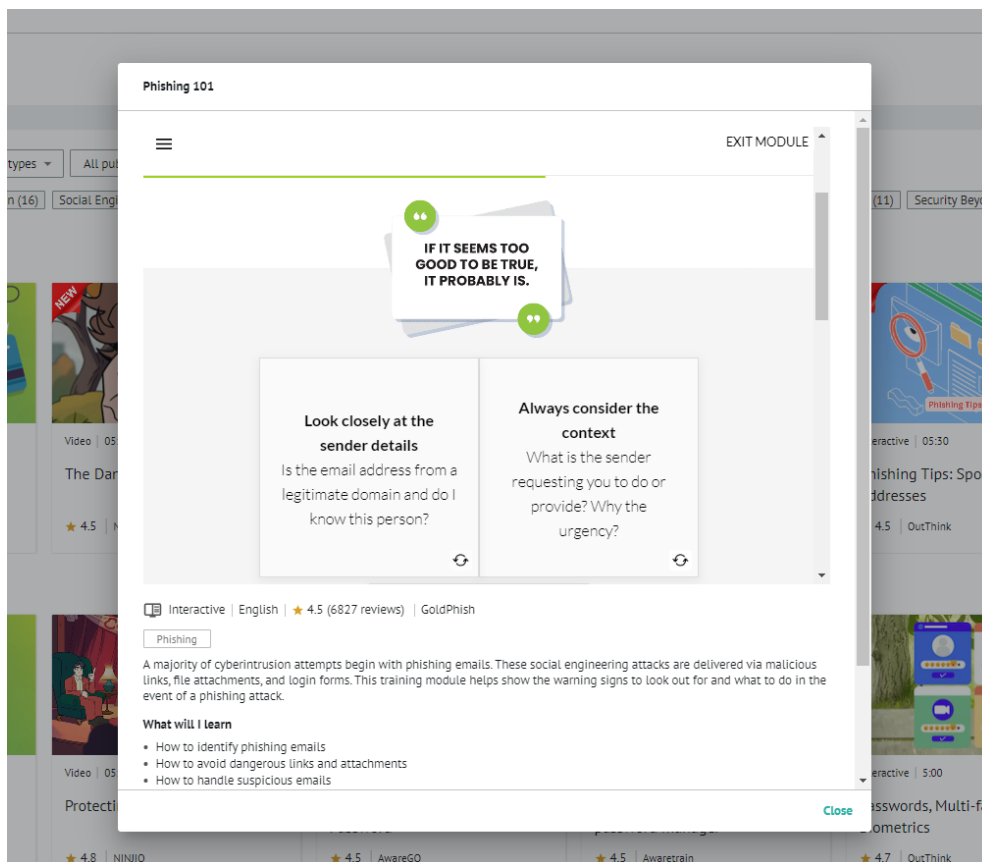 Phishing 101
EXIT MODULE
types
All pu
n (16)
Social Eng
(11)
Security Bey
IF IT SEEMS TOO
GOOD TO BE TRUE,
IT PROBABLY IS.
NEW
Look closely at the
sender details
Is the email address from a
legitimate domain and do I
know this person?
Always consider the
context
What is the sender
requesting you to do or
provide? Why the
urgency?
Phishing Tips
Video | 05
The Dan
4.5
eractive | 05:30
hishing Tips: Spo
ddresses
4.5 | OutThink
Interactive | English | 4.5 (6827 reviews) | GoldPhish
Phishing
A majority of cyberintrusion attempts begin with phishing emails. These social engineering attacks are delivered via malicious
links, file attachments, and login forms. This training module helps show the warning signs to look out for and what to do in the
event of a phishing attack.
What will I learn
• How to identify phishing emails
• How to avoid dangerous links and attachments
• How to handle suspicious emails
Video | 05
Protecti
eractive | 5:00
asswords, Multi-f
ometrics
Close
4.8 | NINJIO
4.5 | AwareGO
4.5 | Awaretrain
4.7 | OutThink